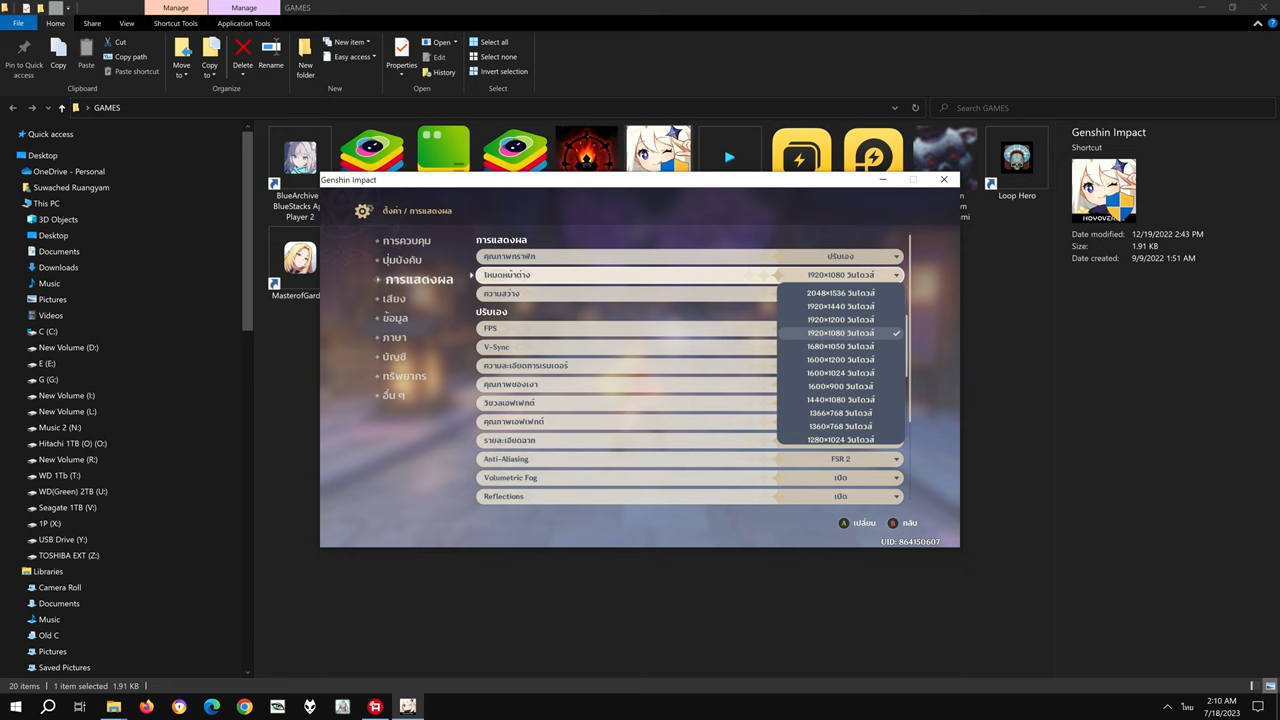 Manage
Manage
GAMES
File
Home
Share
View
Shortcut Tools
Application Tools
Pin to Quick access
Copy
Paste
Cut
Copy path
Paste shortcut
Move to
Copy to
Delete
Rename
New folder
New item
Easy access
Properties
Open
Edit
History
Select all
Select none
Invert selection
Clipboard
Organize
New
Open
Select
GAMES
Search GAMES
Quick access
Desktop
OneDrive - Personal
Suwached Ruangyam
This PC
3D Objects
Desktop
Documents
Downloads
Music
Pictures
Videos
C (C:)
New Volume (D:)
E (E:)
G (G:)
New Volume (I:)
New Volume (L:)
Music 2 (N:)
Hitachi 1TB (O) (O:)
New Volume (R:)
WD 1Tb (T:)
WD(Green) 2TB (U:)
Seagate 1TB (V:)
1P (X:)
USB Drive (Y:)
TOSHIBA EXT (Z:)
Libraries
Camera Roll
Documents
Music
Old C
Pictures
Saved Pictures
BlueArchive
BlueStacks Ap
Player 2
MasterofGard
Loop Hero
Genshin Impact
ตั้งค่า / การแสดงผล
การควบคุม
ปุ่มบังคับ
การแสดงผล
เสียง
ข้อมูล
ภาษา
บัญชี
ทรัพยากร
อื่น ๆ
การแสดงผล
คุณภาพกราฟิก
ปรับเอง
โหมดหน้าต่าง
1920×1080 วินโดวส์
ความสว่าง
ปรับเอง
FPS
V-Sync
ความละเอียดการเรนเดอร์
คุณภาพของเงา
วิชวลเอฟเฟกต์
คุณภาพเอฟเฟกต์
รายละเอียดฉาก
Anti-Aliasing
FSR 2
Volumetric Fog
เปิด
Reflections
เปิด
2048×1536 วินโดวส์
1920×1440 วินโดวส์
1920×1200 วินโดวส์
1920×1080 วินโดวส์
1680×1050 วินโดวส์
1600×1200 วินโดวส์
1600×1024 วินโดวส์
1600×900 วินโดวส์
1440×1080 วินโดวส์
1366×768 วินโดวส์
1360×768 วินโดวส์
1280×1024 วินโดวส์
A เปลี่ยน
B กลับ
UID: 864150607
Genshin Impact
Shortcut
HOYOVER
Date modified: 12/19/2022 2:43 PM
Size: 1.91 KB
Date created: 9/9/2022 1:51 AM
20 items
1 item selected 1.91 KB
ไทย
2:10 AM
7/18/2023